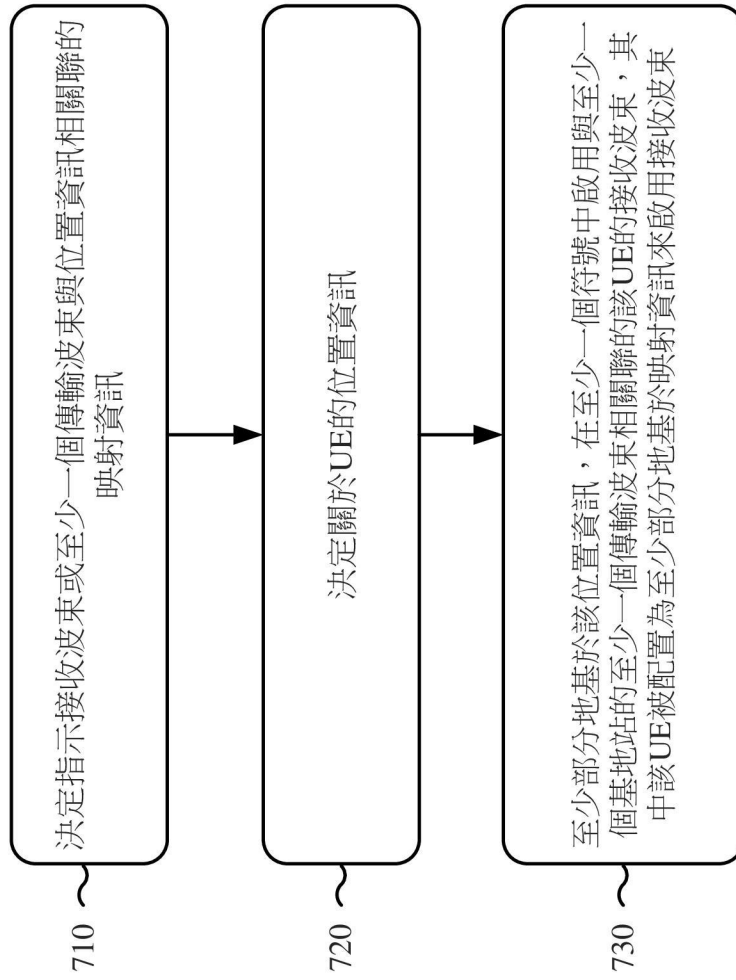 710
決定指示接收波束或至少一個傳輸波束與位置資訊相關聯的
映射資訊
720
決定關於UE的位置資訊
730
至少部分地基於該位置資訊，在至少一個符號中啟用與至少一
個基地站的至少一個傳輸波束相關聯的該UE的接收波束，其
中該UE被配置為至少部分地基於映射資訊來啟用接收波束